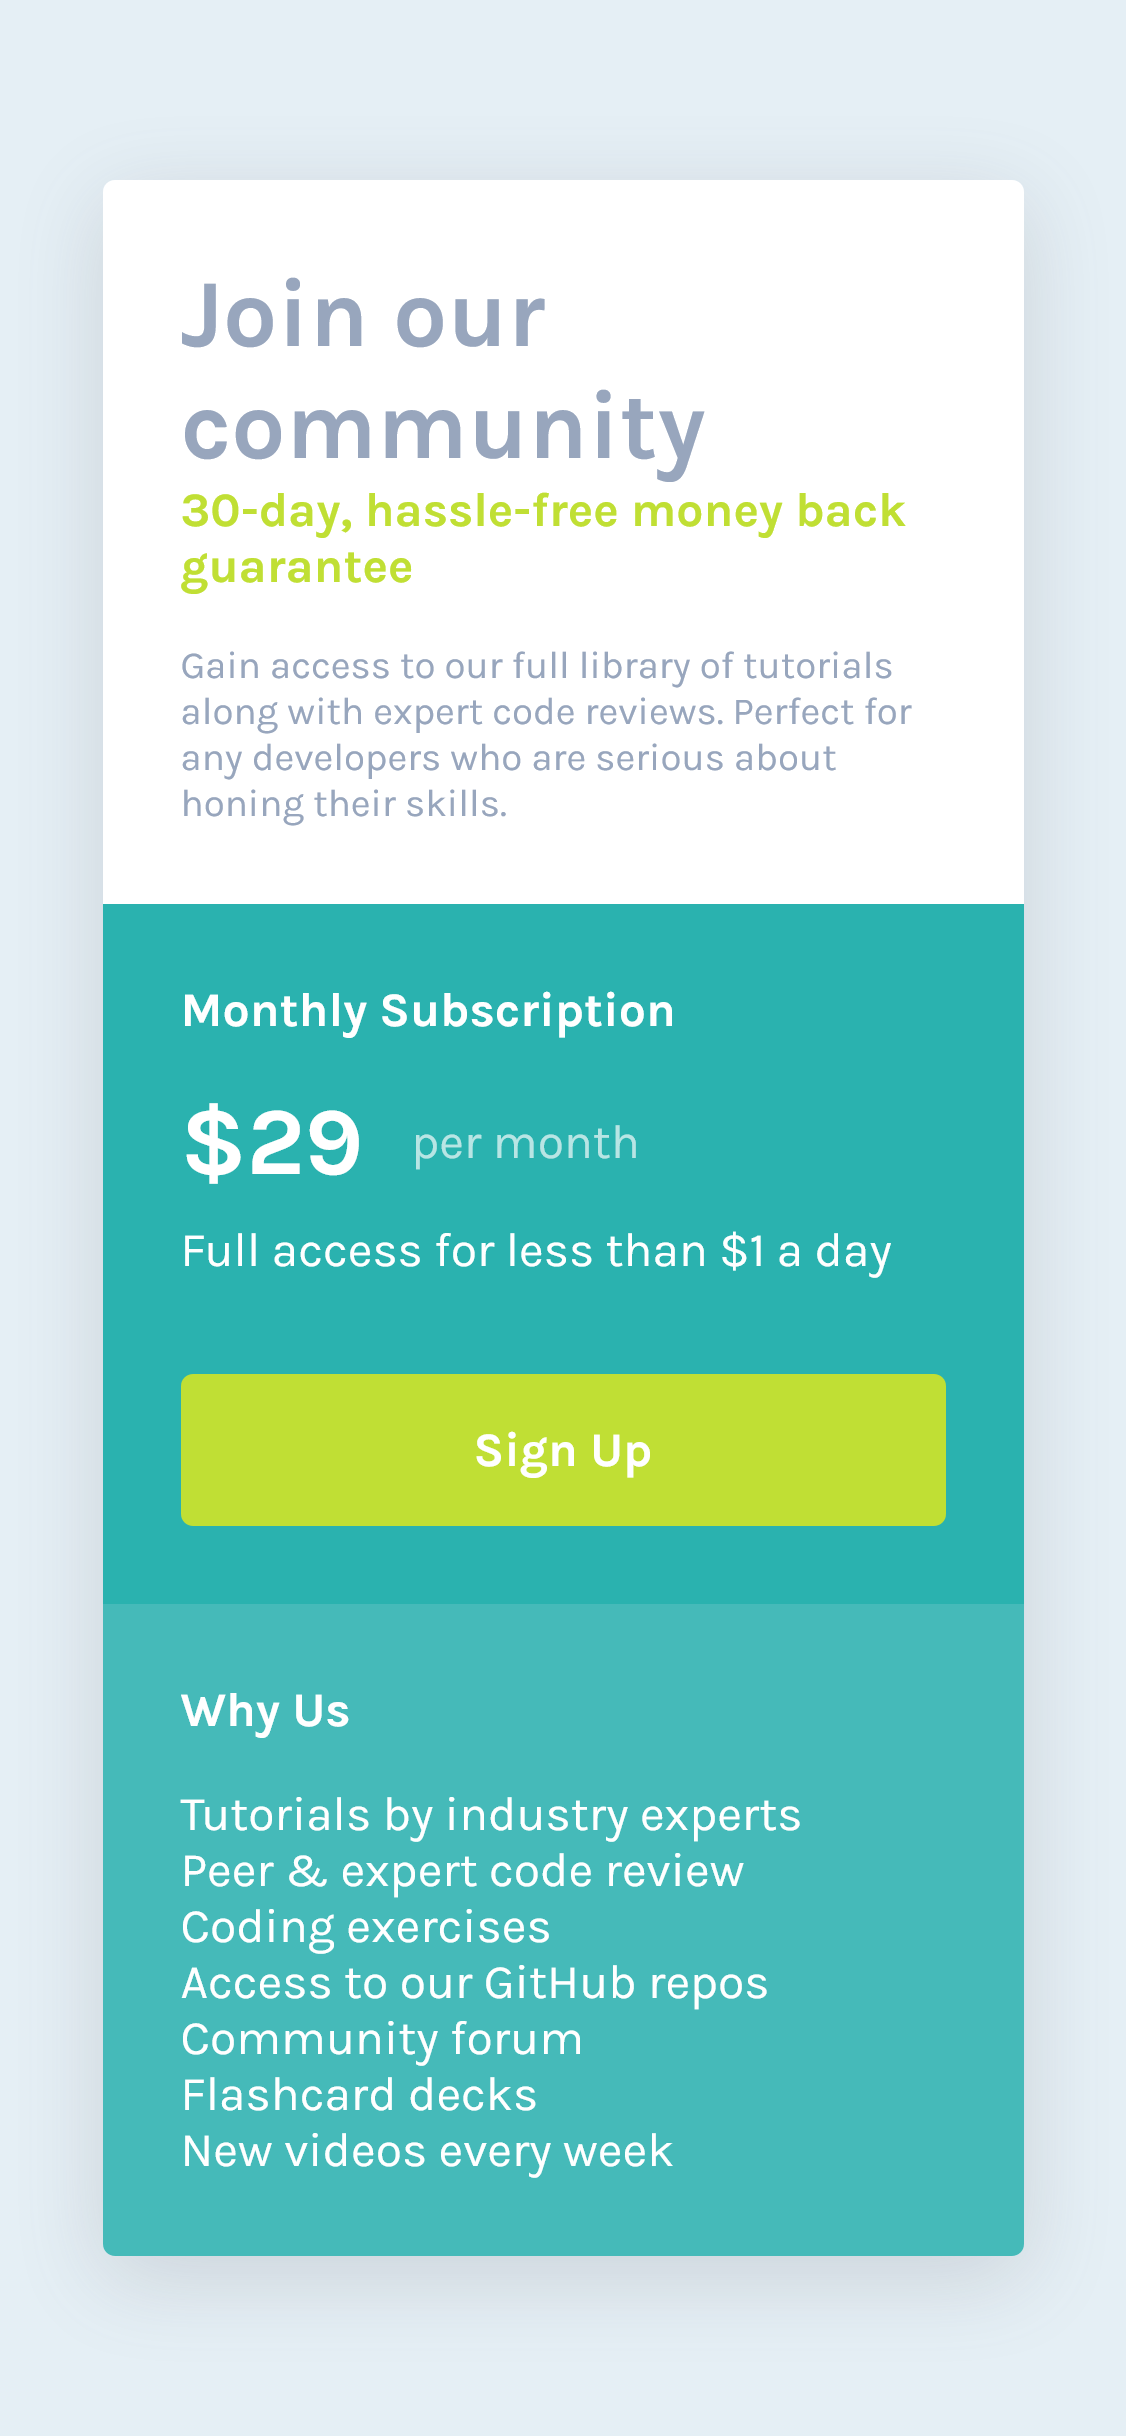 Join our
community
30-day, hassle-free money back
guarantee
Gain access to our full library of tutorials
along with expert code reviews. Perfect for
any developers who are serious about
honing their skills.
Monthly Subscription
$29 per month
Full access for less than $1 a day
Sign Up
Why Us
Tutorials by industry experts
Peer & expert code review
Coding exercises
Access to our GitHub repos
Community forum
Flashcard decks
New videos every week